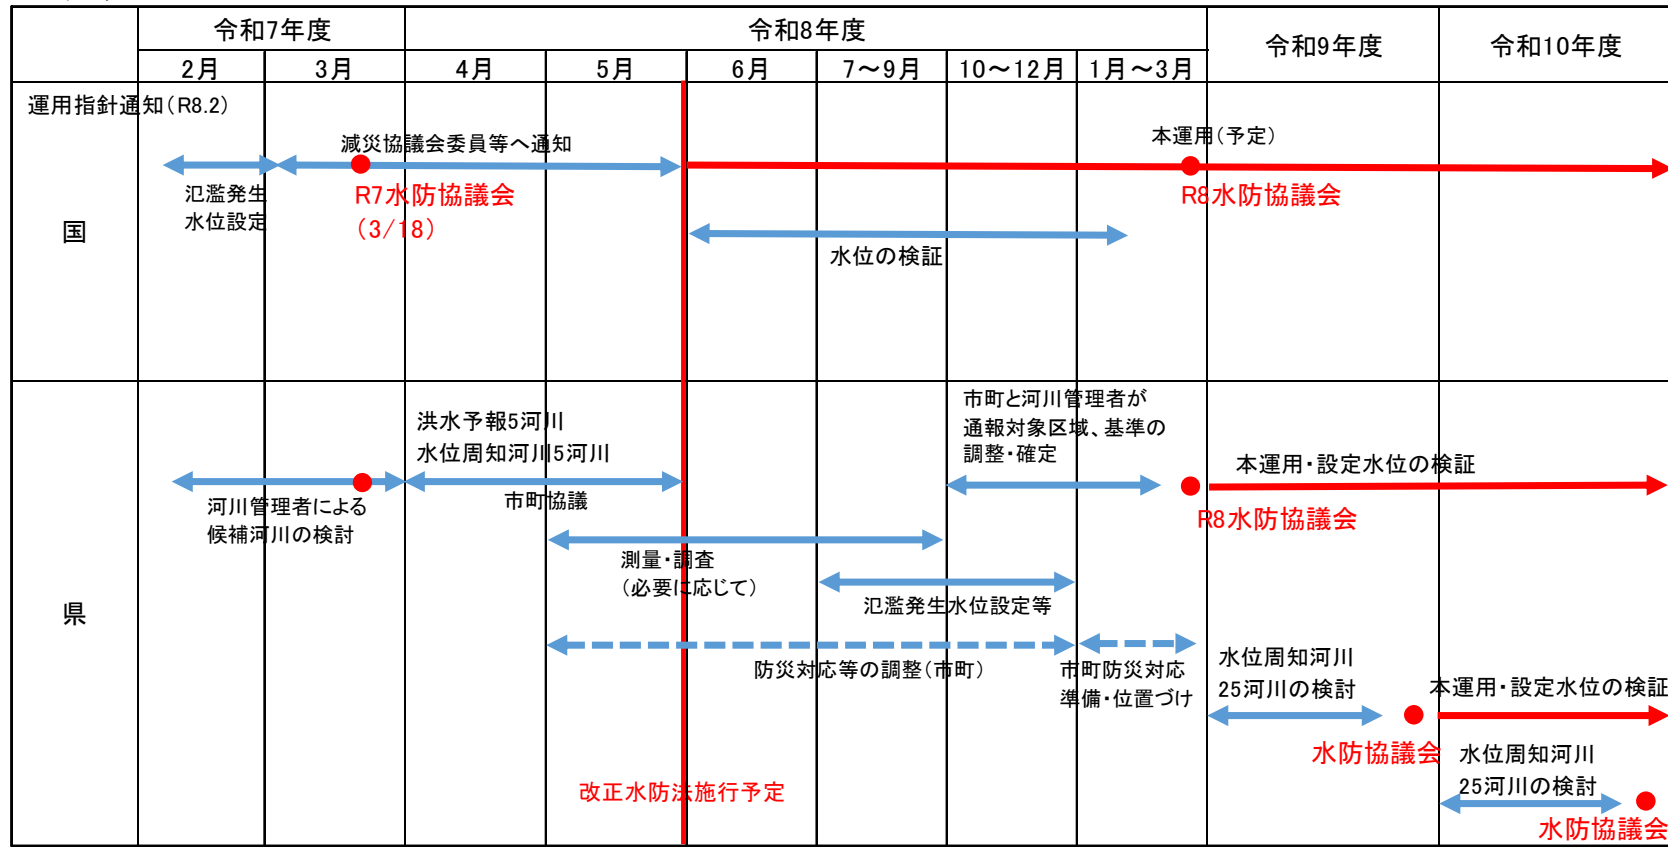 令和7年度
令和8年度
令和9年度
令和10年度
2月
3月
4月
5月
6月
7～9月
10～12月
1月～3月
運用指針通知(R8.2)
減災協議会委員等へ通知
本運用(予定)
氾濫発生
水位設定
R7水防協議会
(3/18)
R8水防協議会
国
水位の検証
市町と河川管理者が
通報対象区域、基準の
調整・確定
洪水予報5河川
水位周知河川5河川
本運用・設定水位の検証
河川管理者による
候補河川の検討
市町協議
R8水防協議会
測量・調査
(必要に応じて)
氾濫発生水位設定等
県
防災対応等の調整(市町)
市町防災対応
準備・位置づけ
水位周知河川
25河川の検討
本運用・設定水位の検証
水防協議会
水位周知河川
25河川の検討
改正水防法施行予定
水防協議会